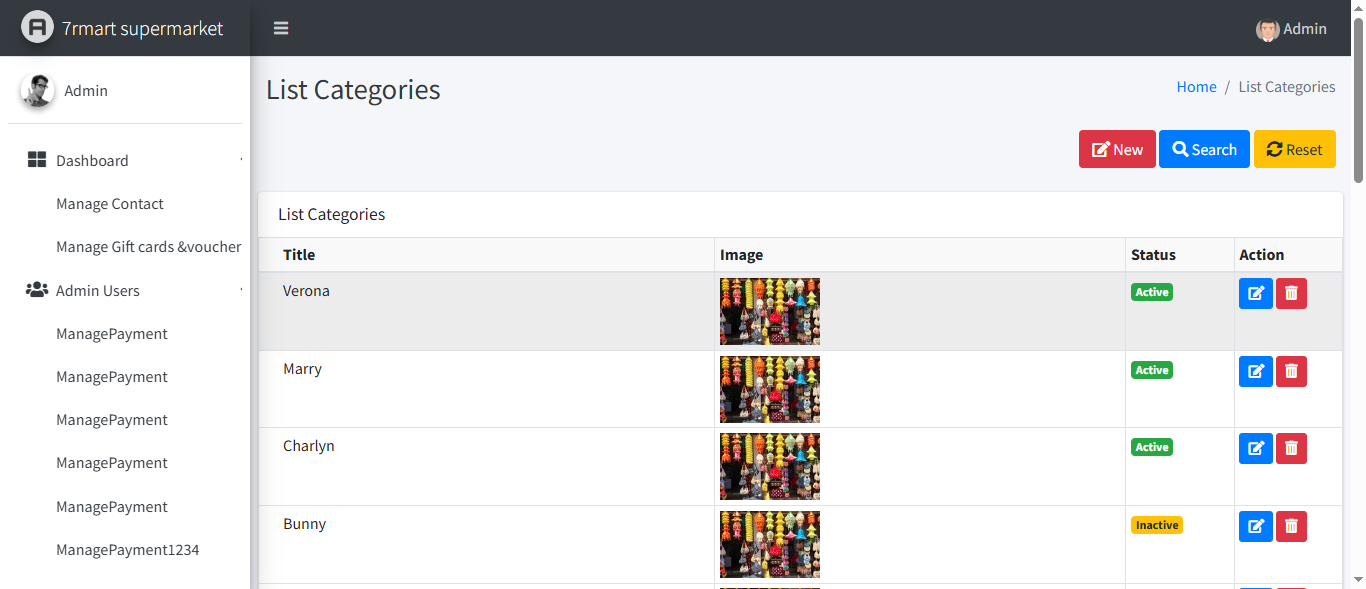 7rmart supermarket
Admin
Admin
List Categories
Home / List Categories
New Search Reset
Dashboard
Manage Contact
Manage Gift cards &voucher
Admin Users
ManagePayment
ManagePayment
ManagePayment
ManagePayment
ManagePayment
ManagePayment1234
List Categories
Title Image Status Action
Verona Active
Marry Active
Charlyn Active
Bunny Inactive